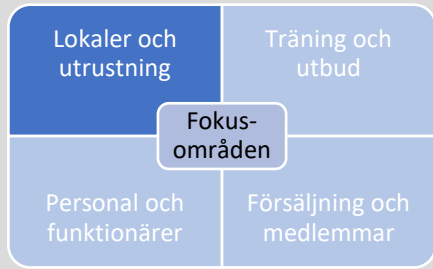 Lokaler och
utrustning
Träning och
utbud
Fokus-
områden
Personal och
funktionärer
Försäljning och
medlemmar